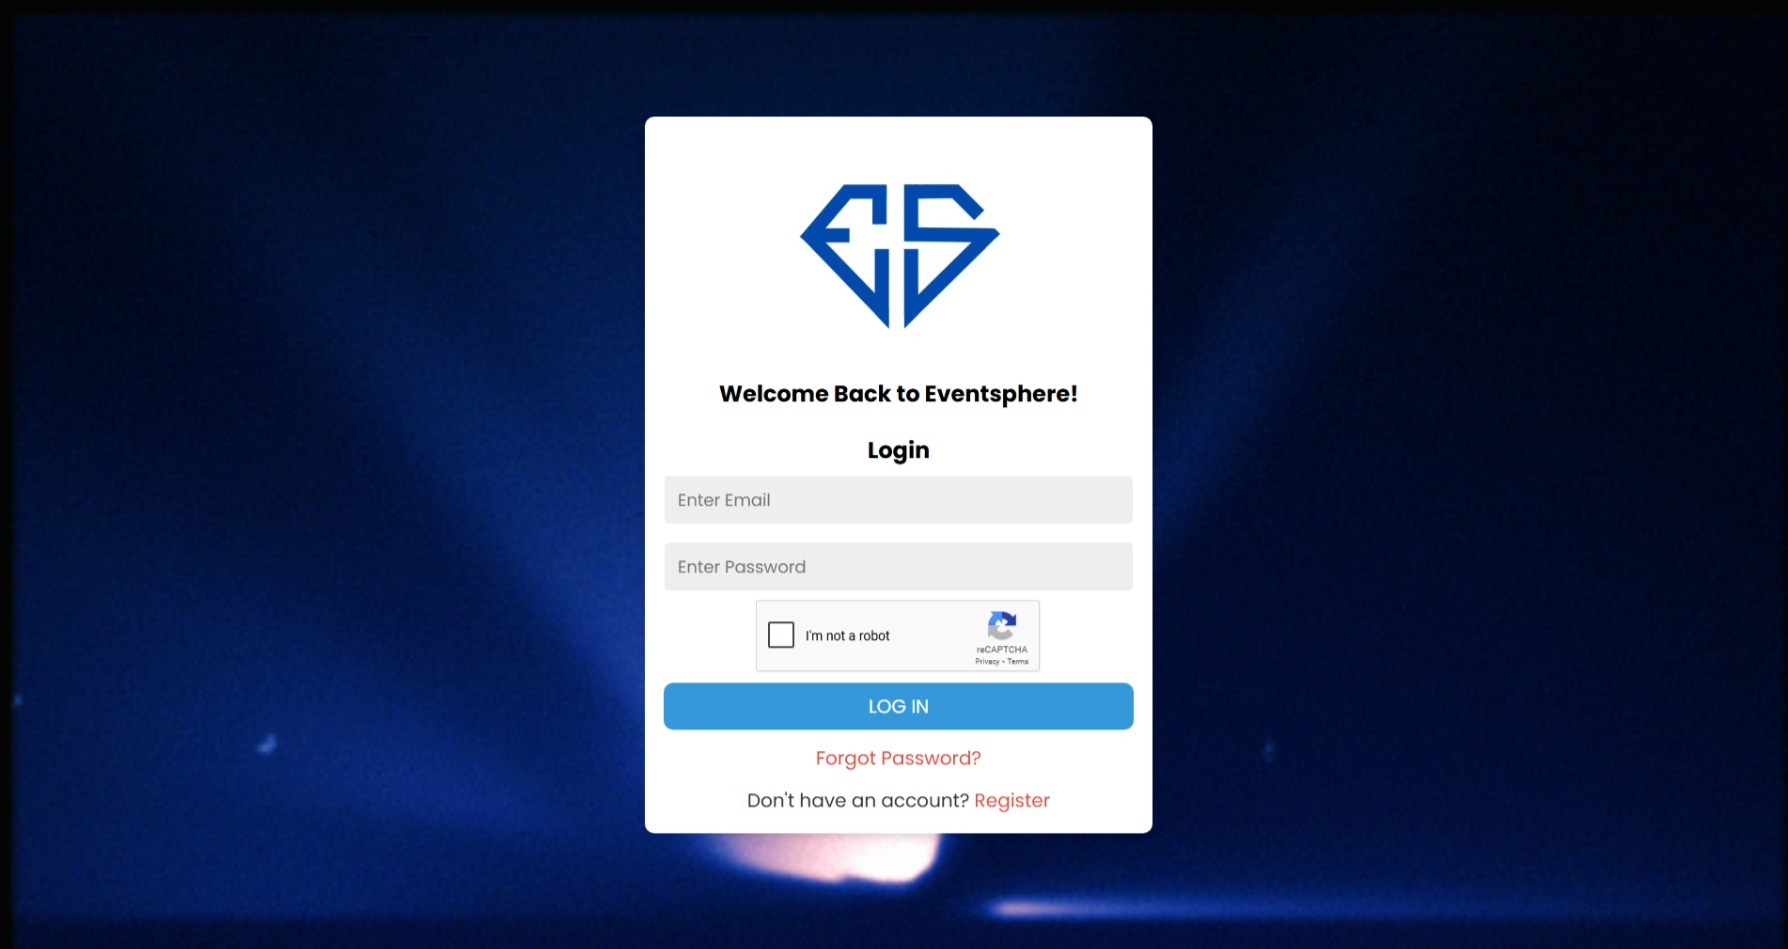 ES
Welcome Back to Eventsphere!
Login
Enter Email
Enter Password
I'm not a robot
reCAPTCHA
Privacy • Terms
LOG IN
Forgot Password?
Don't have an account? Register